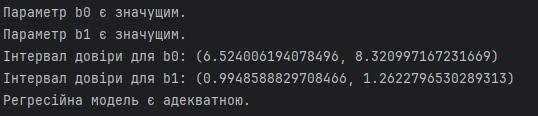 Параметр b0 є значущим.
Параметр b1 є значущим.
Інтервал довіри для b0: (6.524006194078496, 8.320997167231669)
Інтервал довіри для b1: (0.9948588829708466, 1.2622796530289313)
Регресійна модель є адекватною.